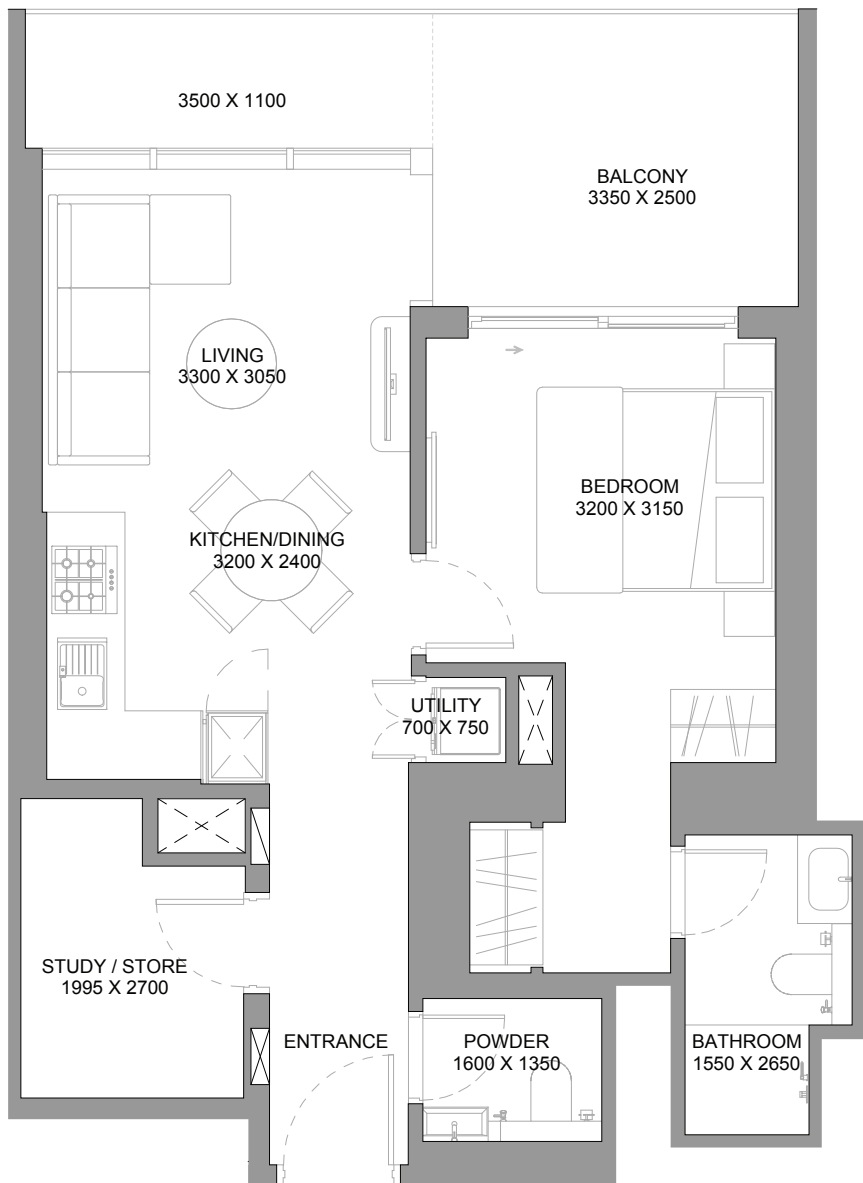 3500 X 1100
BALCONY
3350 X 2500
LIVING
3300 X 3050
BEDROOM
3200 X 3150
KITCHEN/DINING
3200 X 2400
UTILITY
700 X 750
STUDY / STORE
1995 X 2700
ENTRANCE
POWDER
1600 X 1350
BATHROOM
1550 X 2650